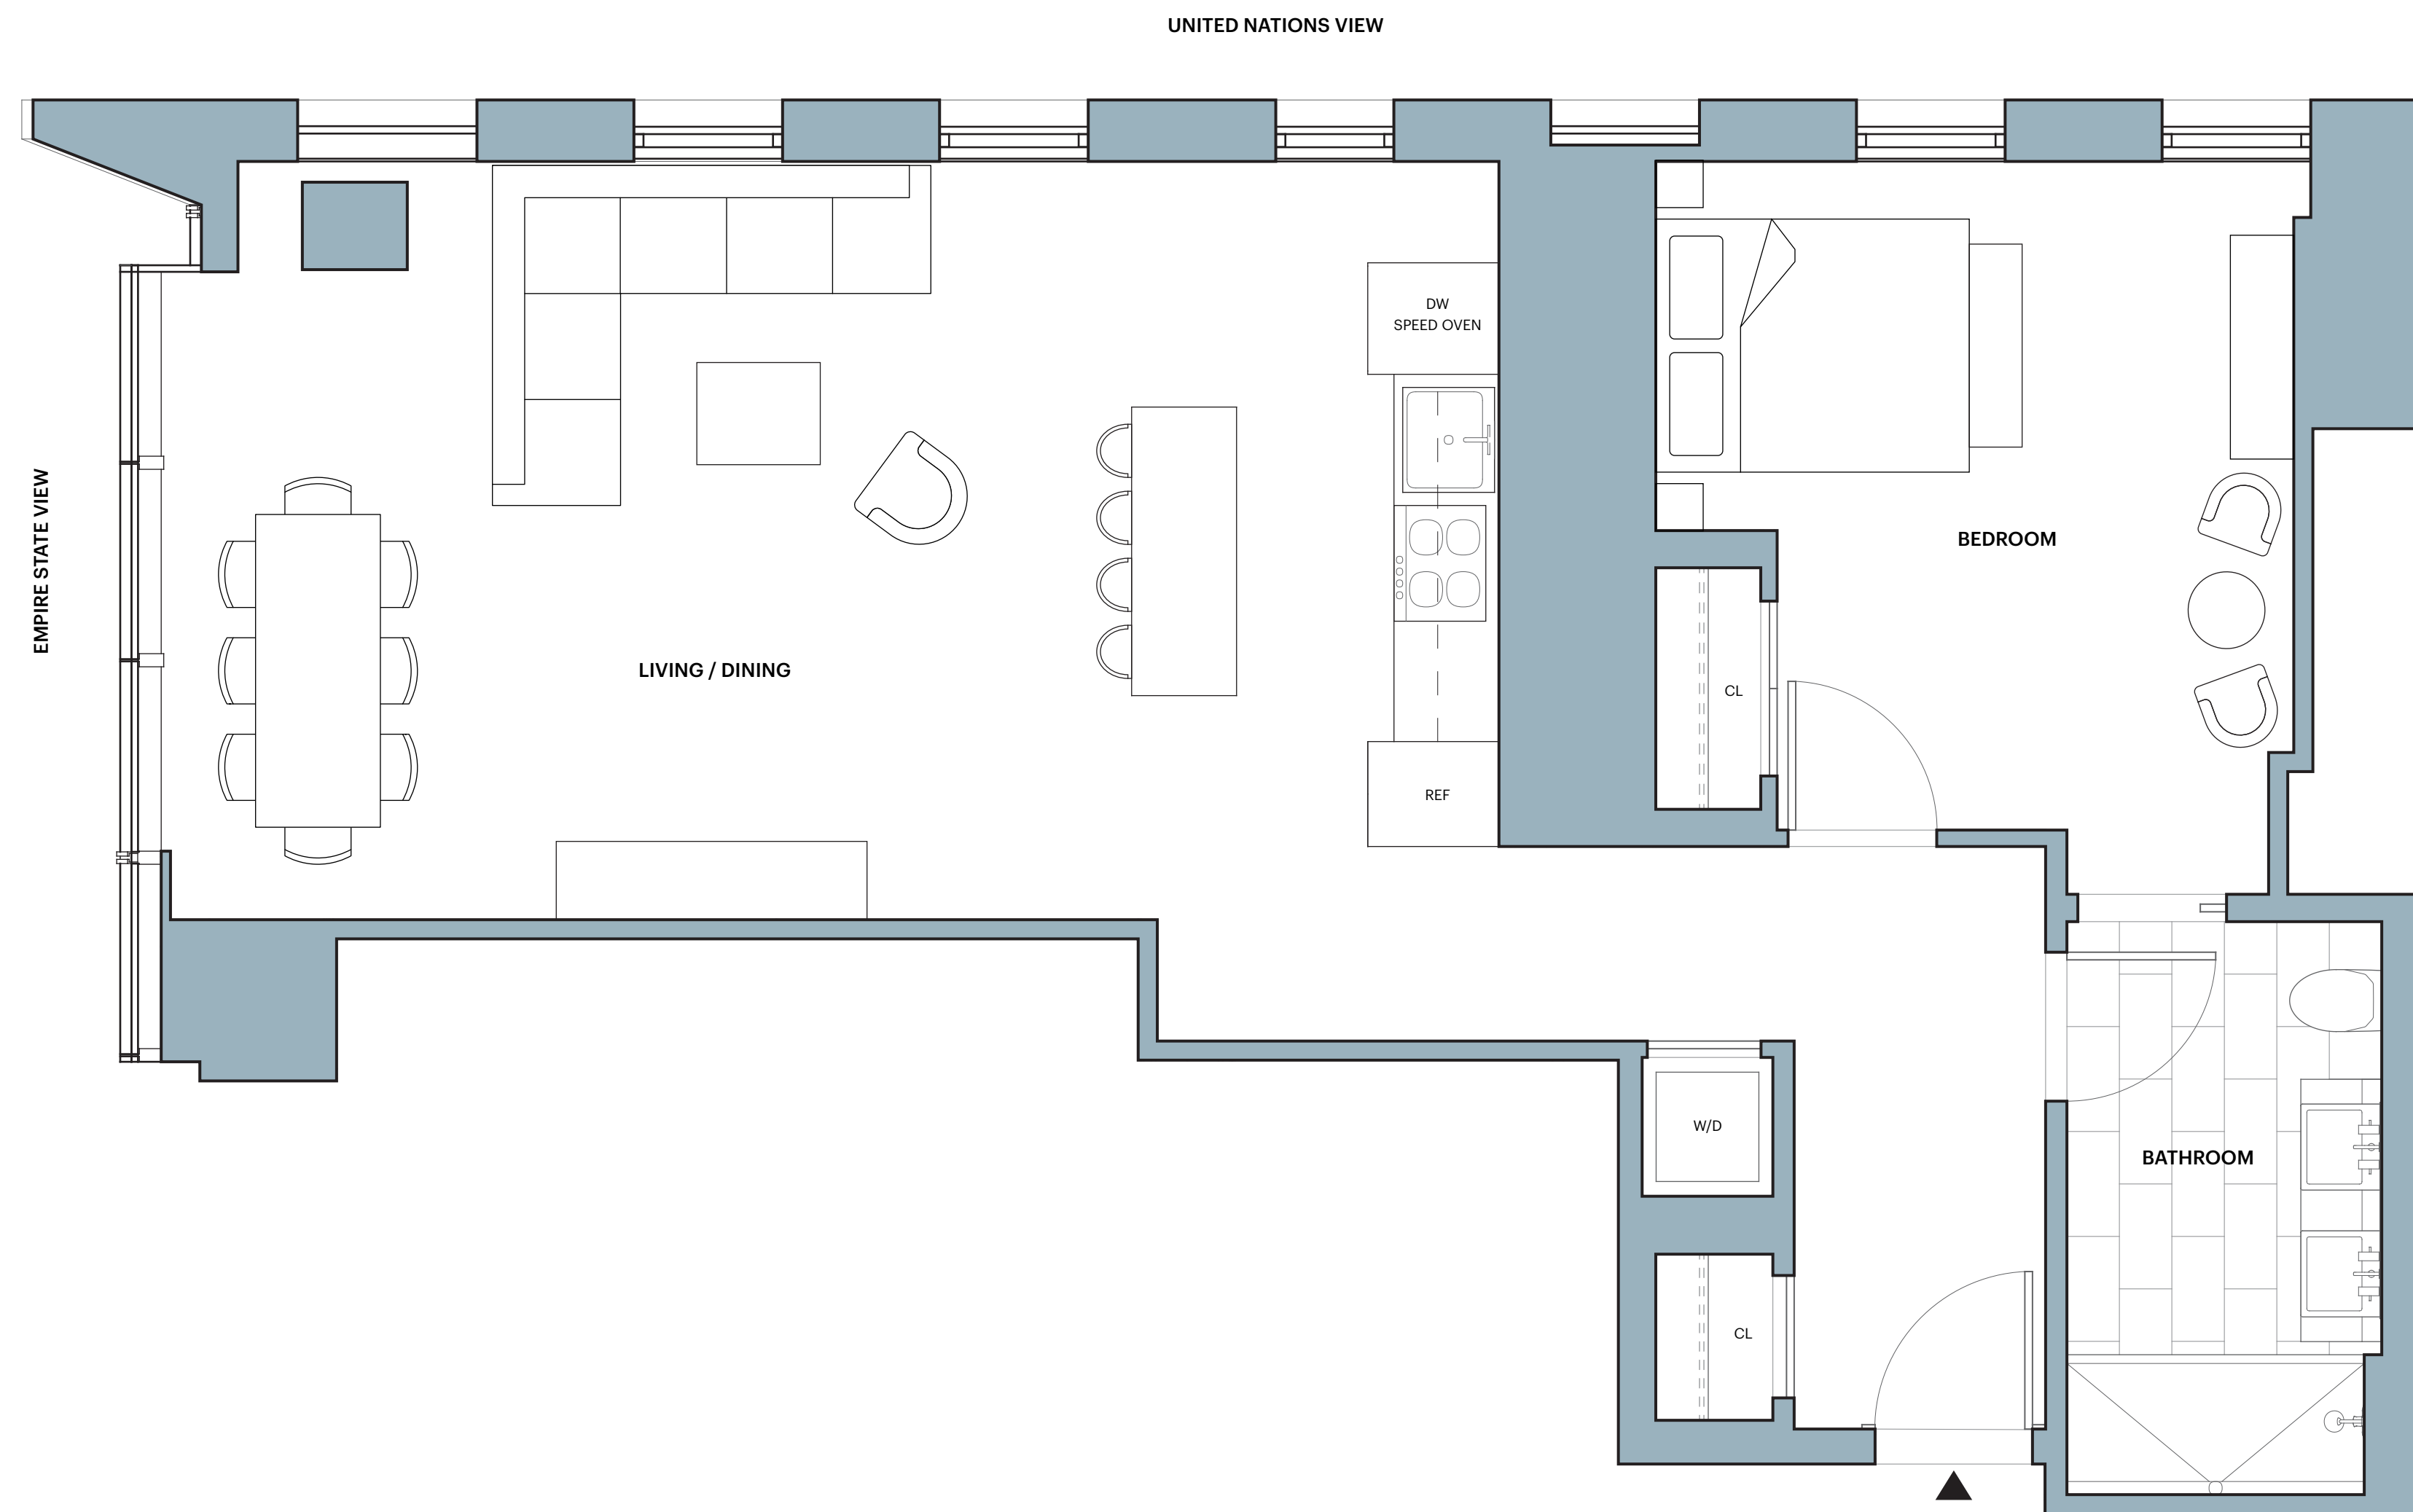 UNITED NATIONS VIEW
EMPIRE STATE VIEW
DW
SPEED OVEN
BEDROOM
LIVING / DINING
CL
REF
W/D
BATHROOM
CL